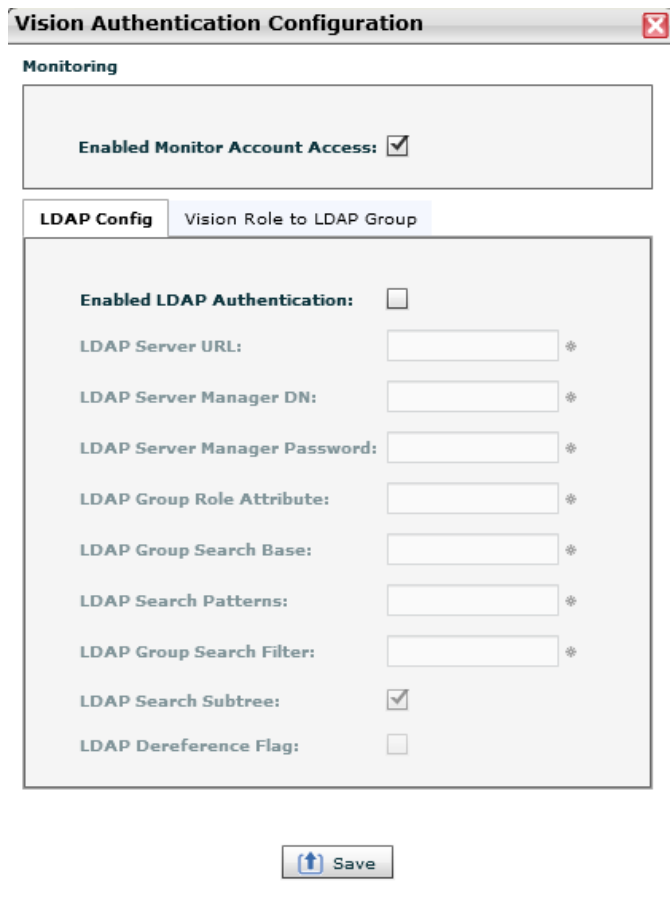 Vision Authentication Configuration
Monitoring
Enabled Monitor Account Access:
LDAP Config
Vision Role to LDAP Group
Enabled LDAP Authentication:
LDAP Server URL: *
LDAP Server Manager DN: *
LDAP Server Manager Password: *
LDAP Group Role Attribute: *
LDAP Group Search Base: *
LDAP Search Patterns: *
LDAP Group Search Filter: *
LDAP Search Subtree:
LDAP Dereference Flag:
Save